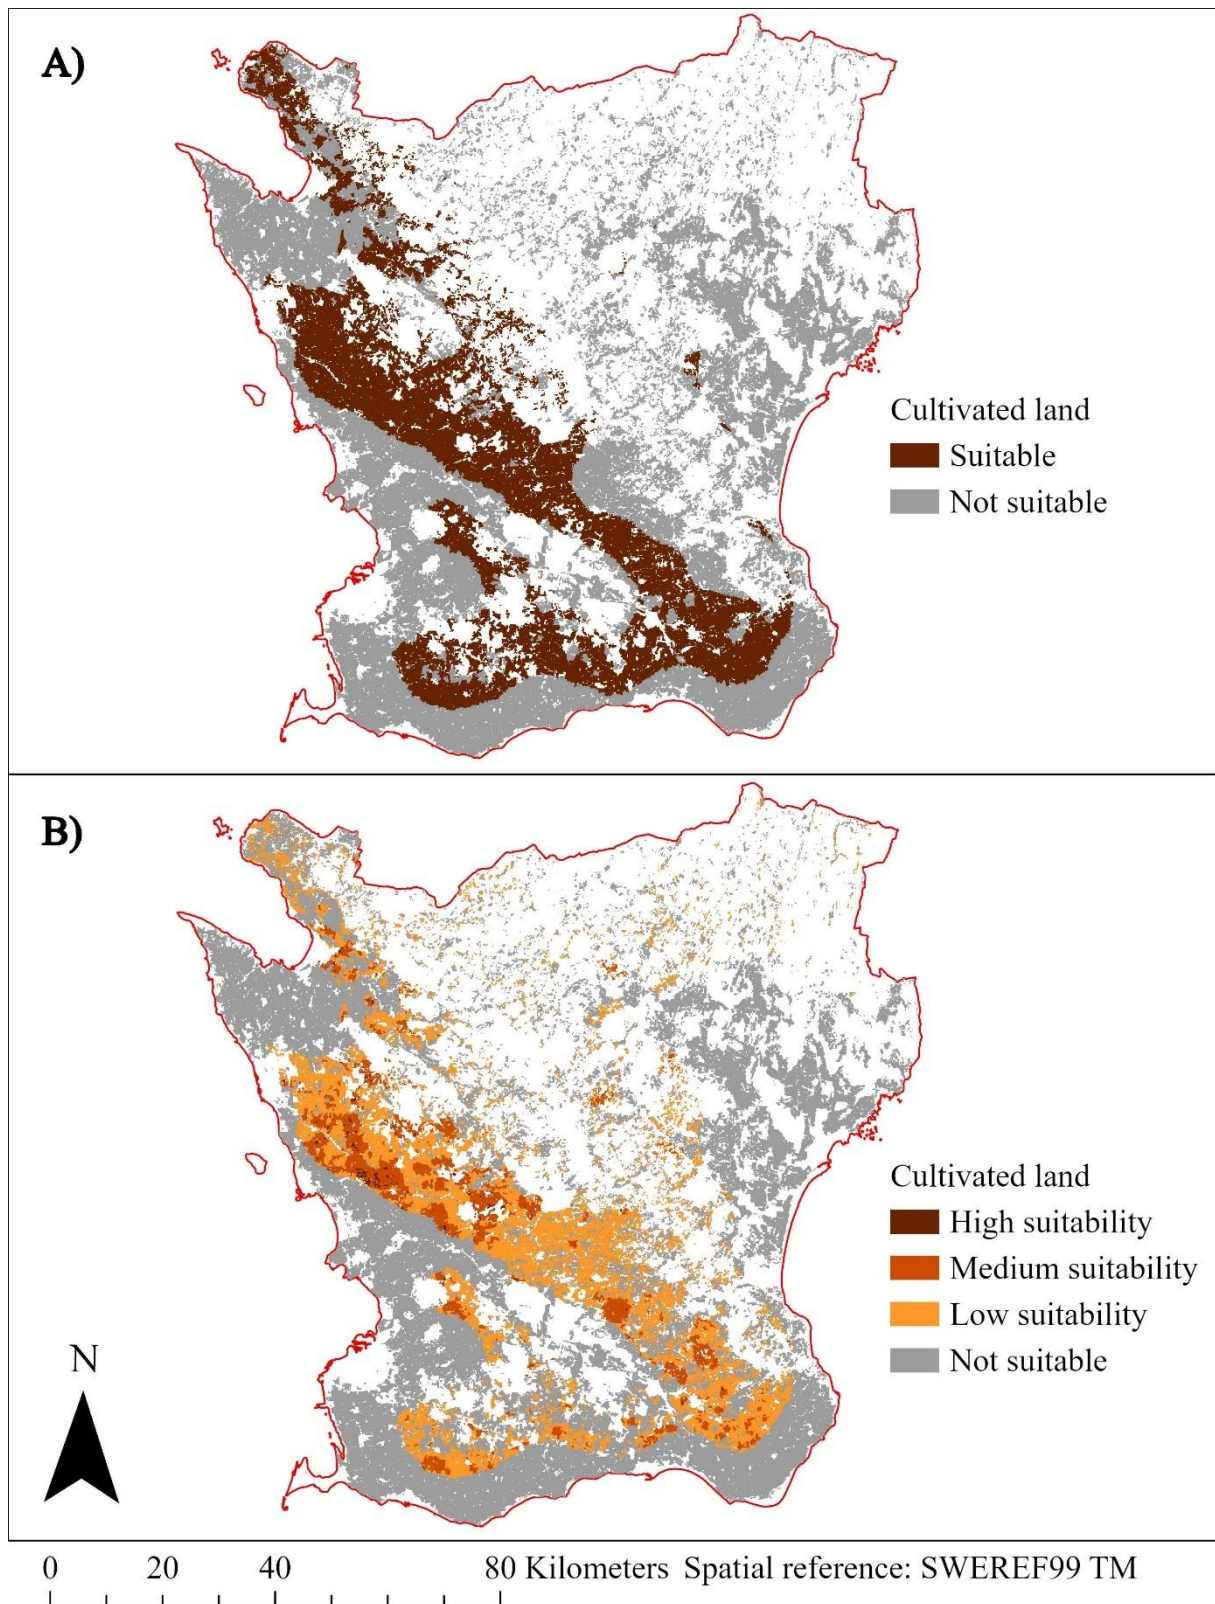 A)
Cultivated land
Suitable
Not suitable
B)
Cultivated land
High suitability
Medium suitability
Low suitability
Not suitable
N
0 20 40 80 Kilometers Spatial reference: SWEREF99 TM